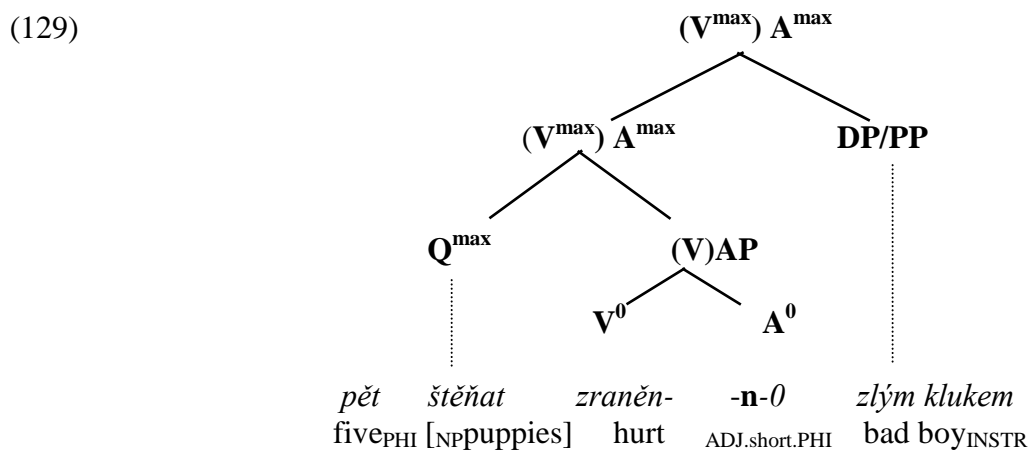 (129) (Vmax) Amax
(Vmax) Amax DP/PP
Qmax (V)AP
V0 A0
pět štěňat zraněn- -n-0 zlým klukem
fivePHI [NPpuppies] hurt ADJ.short.PHI bad boyINSTR